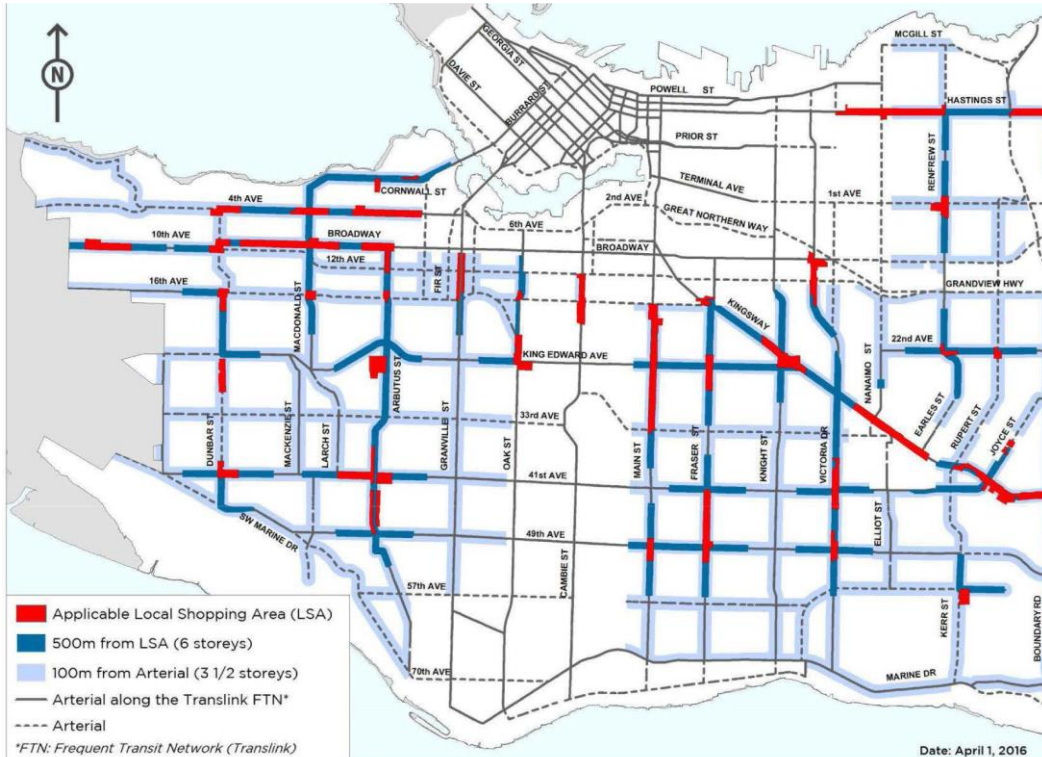 N
GEORGIA ST
DAVIE ST
BURRARD ST
POWELL ST
PRIOR ST
MCGILL ST
HASTINGS ST
RENFREW ST
TERMINAL AVE
1st AVE
2nd AVE
GREAT NORTHERN WAY
CORNWALL ST
4th AVE
6th AVE
10th AVE
BROADWAY
BROADWAY
12th AVE
16th AVE
FIR ST
MACDONALD ST
GRANDVIEW HWY
KINGSWAY
22nd AVE
KING EDWARD AVE
NANAIMO ST
ARBUTUS ST
33rd AVE
EARLES ST
RUPERT ST
JOYCE ST
DUNBAR ST
MACKENZIE ST
LARCH ST
GRANVILLE ST
OAK ST
MAIN ST
FRASER ST
KNIGHT ST
VICTORIA DR
41st AVE
ELLIOT ST
SW MARINE DR
49th AVE
CAMBIE ST
57th AVE
KERR ST
BOUNDARY RD
70th AVE
MARINE DR
Applicable Local Shopping Area (LSA)
500m from LSA (6 storeys)
100m from Arterial (3 1/2 storeys)
Arterial along the Translink FTN*
Arterial
*FTN: Frequent Transit Network (Translink)
Date: April 1, 2016